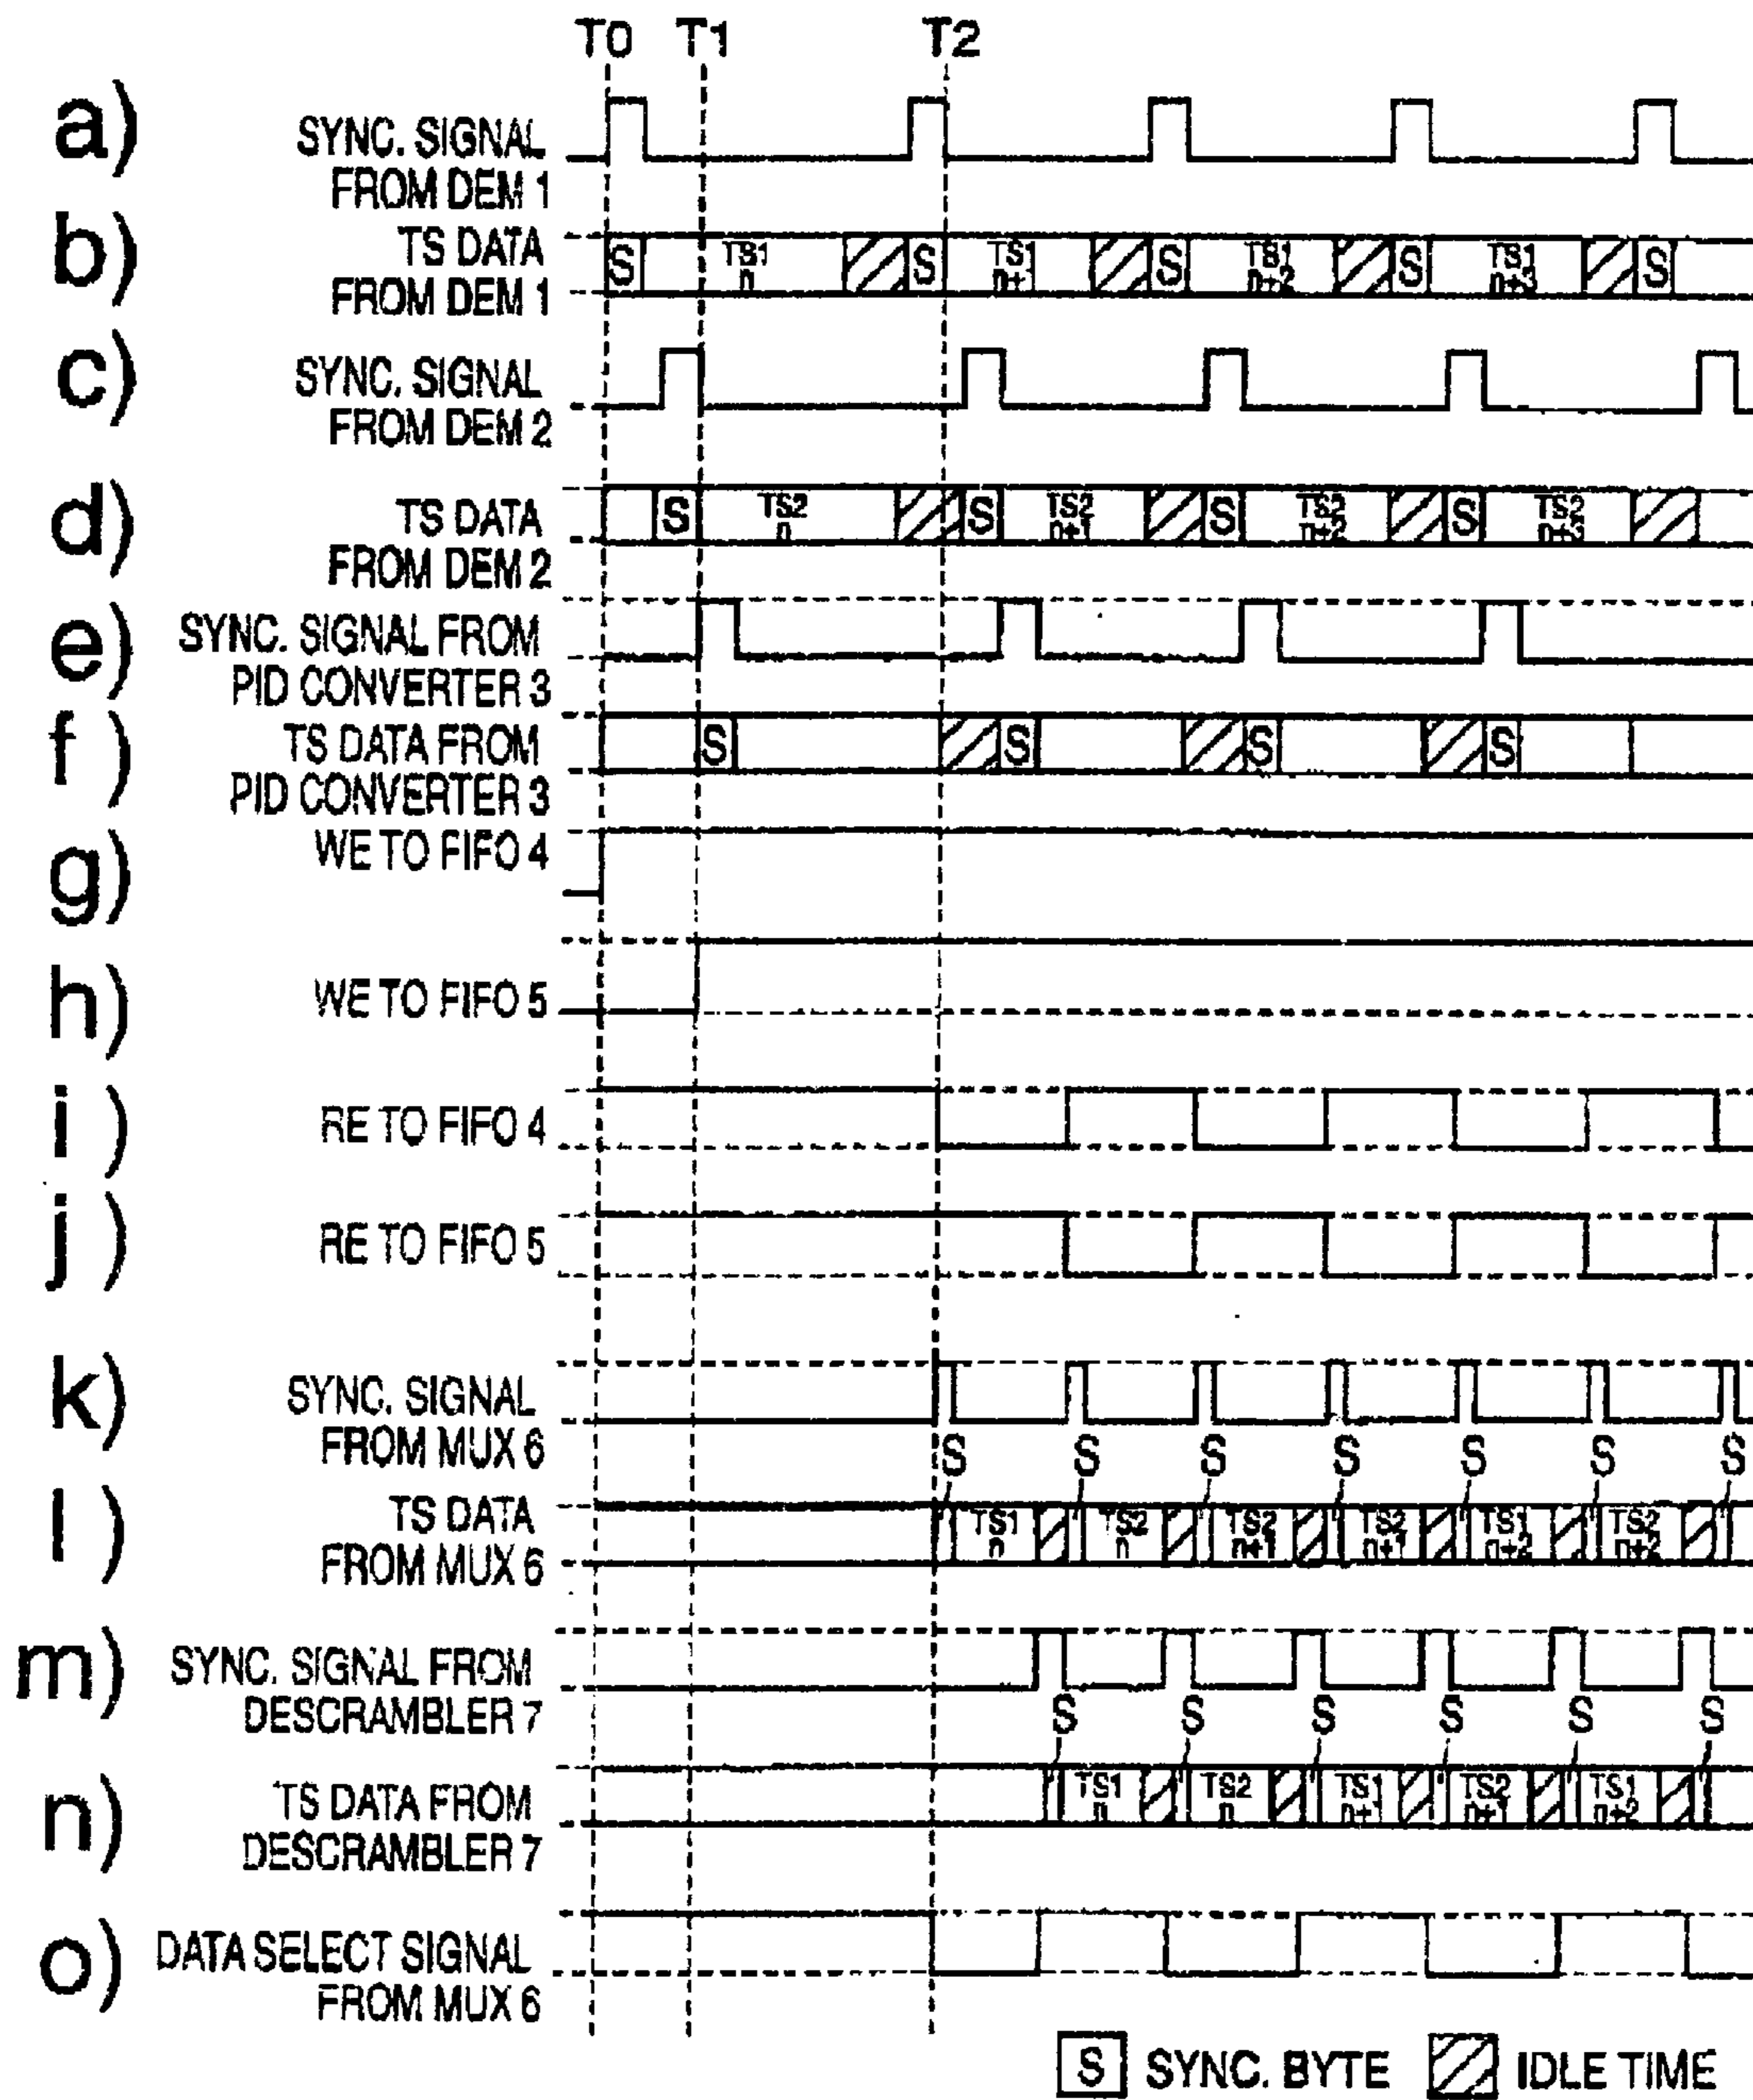 T0 T1 T2
a) SYNC. SIGNAL
FROM DEM 1
b) TS DATA
FROM DEM 1
S TS1 n S TS1 n+1 S TS1 n+2 S TS1 n+3 S
c) SYNC. SIGNAL
FROM DEM 2
d) TS DATA
FROM DEM 2
S TS2 n S TS2 n+1 S TS2 n+2 S TS2 n+3
e) SYNC. SIGNAL FROM
PID CONVERTER 3
f) TS DATA FROM
PID CONVERTER 3
S S S S
g) WE TO FIFO 4
h) WE TO FIFO 5
i) RE TO FIFO 4
j) RE TO FIFO 5
k) SYNC. SIGNAL
FROM MUX 6
S S S S S S S
l) TS DATA
FROM MUX 6
TS1 n TS2 n TS2 n+1 TS2 n+1 TS1 n+2 TS2 n+2
m) SYNC. SIGNAL FROM
DESCRAMBLER 7
S S S S S S
n) TS DATA FROM
DESCRAMBLER 7
TS1 n TS2 n TS1 n+1 TS2 n+1 TS1 n+2
o) DATA SELECT SIGNAL
FROM MUX 6
S SYNC. BYTE IDLE TIME